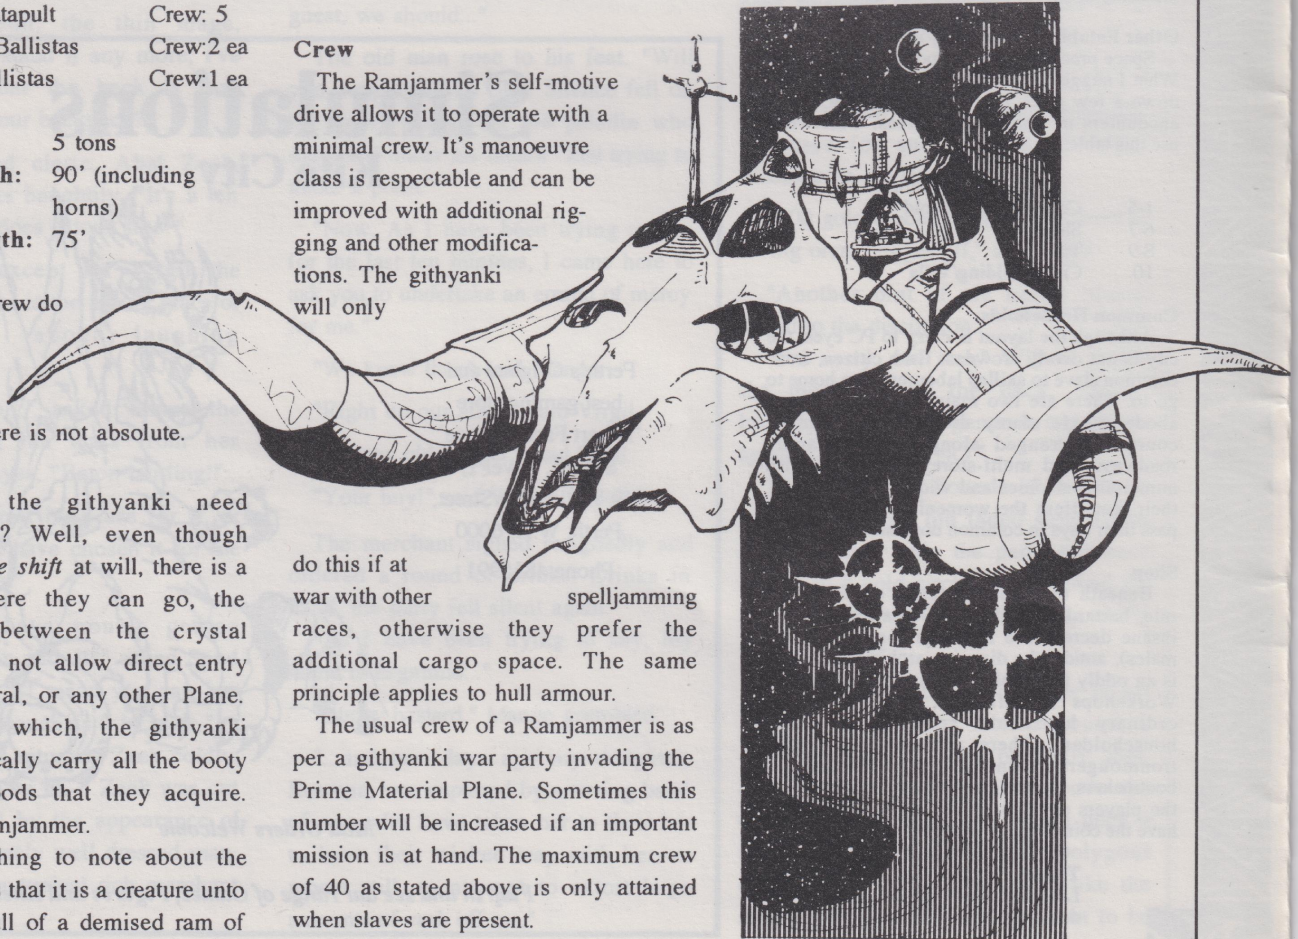 tapult Crew: 5
Ballistas Crew:2 ea
llistas Crew:1 ea
5 tons
h: 90' (including
horns)
th: 75'
rew do
ere is not absolute.
the githyanki need
? Well, even though
e shift at will, there is a
ere they can go, the
between the crystal
not allow direct entry
ral, or any other Plane.
which, the githyanki
cally carry all the booty
oods that they acquire.
mjammer.
hing to note about the
that it is a creature unto
ll of a demised ram of
Crew
The Ramjammer's self-motive
drive allows it to operate with a
minimal crew. It's manoeuvre
class is respectable and can be
improved with additional rig-
ging and other modifica-
tions. The githyanki
will only
do this if at
war with other spelljamming
races, otherwise they prefer the
additional cargo space. The same
principle applies to hull armour.
The usual crew of a Ramjammer is as
per a githyanki war party invading the
Prime Material Plane. Sometimes this
number will be increased if an important
mission is at hand. The maximum crew
of 40 as stated above is only attained
when slaves are present.
MORTON